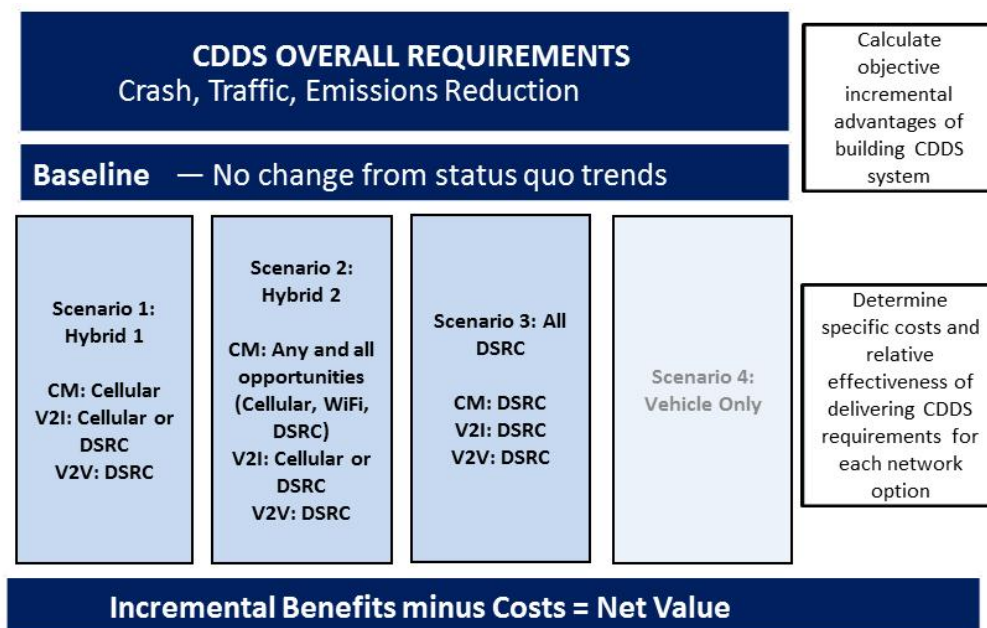 CDDS OVERALL REQUIREMENTS
Crash, Traffic, Emissions Reduction
Calculate
objective
incremental
advantages of
building CDDS
system
Baseline — No change from status quo trends
Scenario 1:
Hybrid 1
CM: Cellular
V2I: Cellular or
DSRC
V2V: DSRC
Scenario 2:
Hybrid 2
CM: Any and all
opportunities
(Cellular, WiFi,
DSRC)
V2I: Cellular or
DSRC
V2V: DSRC
Scenario 3: All
DSRC
CM: DSRC
V2I: DSRC
V2V: DSRC
Scenario 4:
Vehicle Only
Determine
specific costs and
relative
effectiveness of
delivering CDDS
requirements for
each network
option
Incremental Benefits minus Costs = Net Value